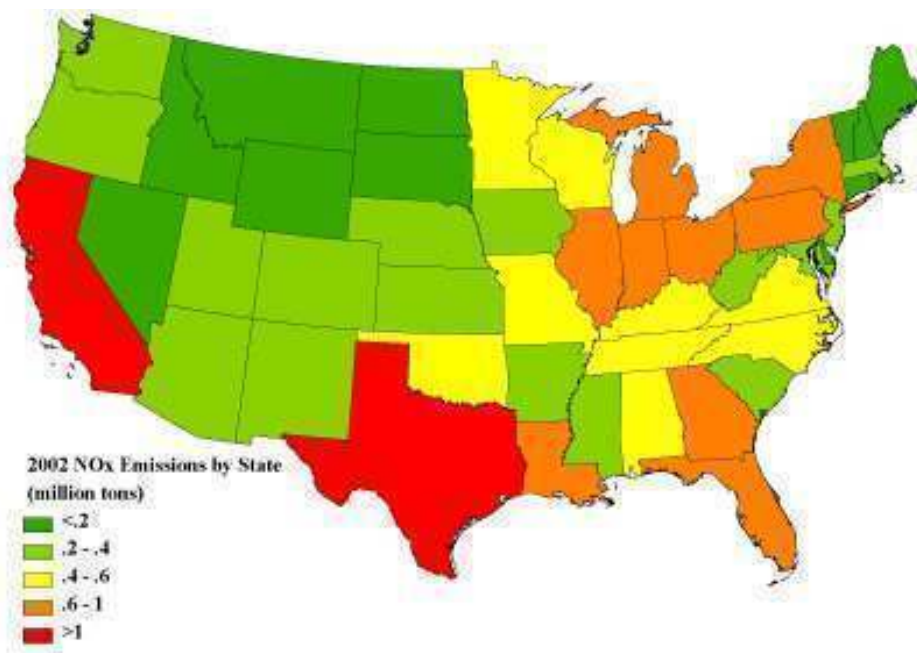 2002 NOx Emissions by State
(million tons)
<.2
.2 - .4
.4 - .6
.6 - 1
>1